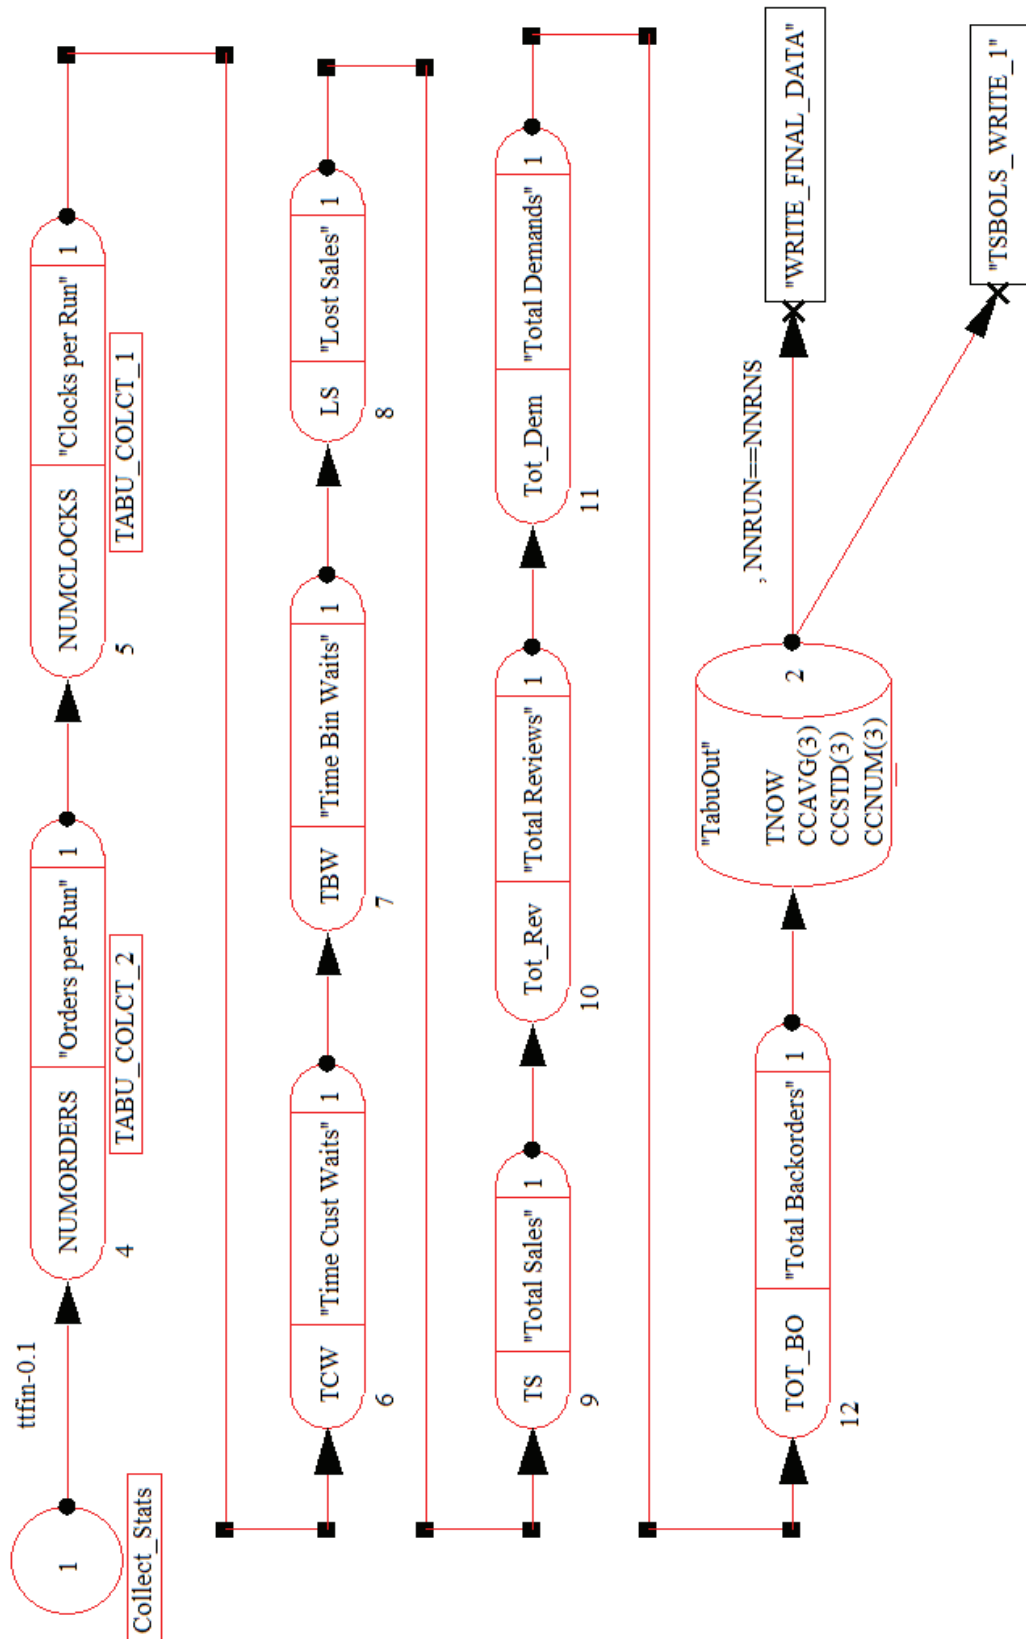 1
Collect_Stats
ttfin-0.1
NUMORDERS
"Orders per Run"
1
4
TABU_COLCT_2
NUMCLOCKS
"Clocks per Run"
1
5
TABU_COLCT_1
TCW
"Time Cust Waits"
1
6
TBW
"Time Bin Waits"
1
7
LS
"Lost Sales"
1
8
TS
"Total Sales"
1
9
Tot_Rev
"Total Reviews"
1
10
Tot_Dem
"Total Demands"
1
11
TOT_BO
"Total Backorders"
1
12
"TabuOut"
TNOW
CCAVG(3)
CCSTD(3)
CCNUM(3)
2
, NNRUN==NNRNS
"WRITE_FINAL_DATA"
"TSBOLS_WRITE_1"